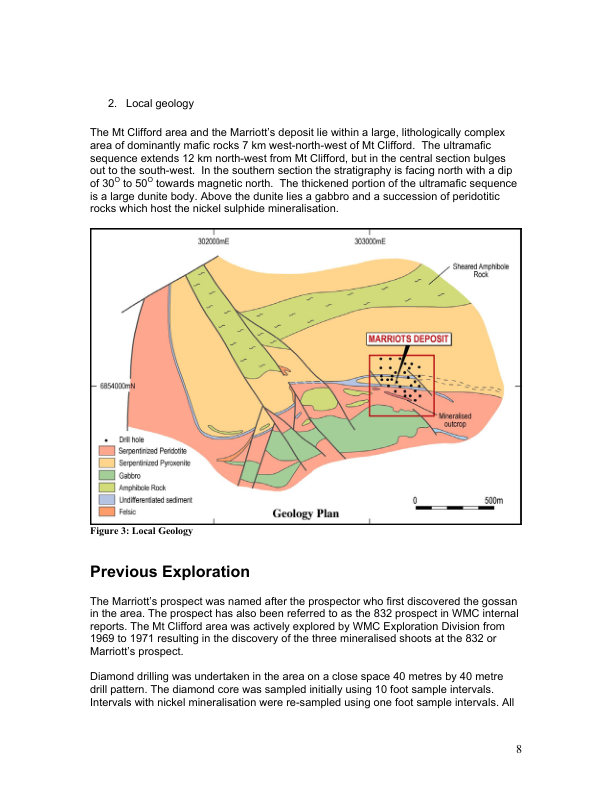 2. Local geology
The Mt Clifford area and the Marriott's deposit lie within a large, lithologically complex
area of dominantly mafic rocks 7 km west-north-west of Mt Clifford. The ultramafic
sequence extends 12 km north-west from Mt Clifford, but in the central section bulges
out to the south-west. In the southern section the stratigraphy is facing north with a dip
of 30O to 50O towards magnetic north. The thickened portion of the ultramafic sequence
is a large dunite body. Above the dunite lies a gabbro and a succession of peridotitic
rocks which host the nickel sulphide mineralisation.
302000mE
303000mE
Sheared Amphibole
Rock
MARRIOTS DEPOSIT
6854000mN
Mineralised
outcrop
Drill hole
Serpentinized Peridotite
Serpentinized Pyroxenite
Gabbro
Amphibole Rock
Undifferentiated sediment
Felsic
Geology Plan
0 500m
Figure 3: Local Geology
Previous Exploration
The Marriott's prospect was named after the prospector who first discovered the gossan
in the area. The prospect has also been referred to as the 832 prospect in WMC internal
reports. The Mt Clifford area was actively explored by WMC Exploration Division from
1969 to 1971 resulting in the discovery of the three mineralised shoots at the 832 or
Marriott's prospect.
Diamond drilling was undertaken in the area on a close space 40 metres by 40 metre
drill pattern. The diamond core was sampled initially using 10 foot sample intervals.
Intervals with nickel mineralisation were re-sampled using one foot sample intervals. All
8